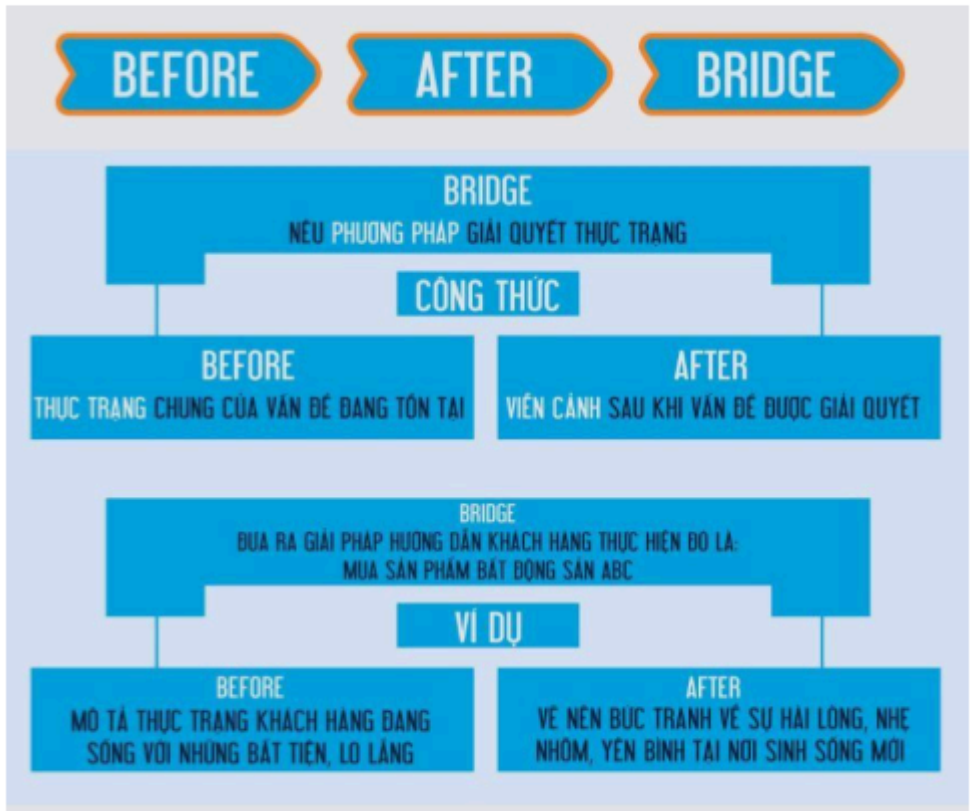 BEFORE
AFTER
BRIDGE
BRIDGE
NÊU PHƯƠNG PHÁP GIẢI QUYẾT THỰC TRẠNG
CÔNG THỨC
BEFORE
THỰC TRẠNG CHUNG CỦA VẤN ĐỀ ĐANG TỒN TẠI
AFTER
VIỄN CẢNH SAU KHI VẤN ĐỀ ĐƯỢC GIẢI QUYẾT
BRIDGE
ĐƯA RA GIẢI PHÁP HƯỚNG DẪN KHÁCH HÀNG THỰC HIỆN ĐÓ LÀ:
MUA SẢN PHẨM BẤT ĐỘNG SẢN ABC
VÍ DỤ
BEFORE
MÔ TẢ THỰC TRẠNG KHÁCH HÀNG ĐANG
SỐNG VỚI NHỮNG BẤT TIỆN, LO LẮNG
AFTER
VẼ NÊN BỨC TRANH VỀ SỰ HÀI LÒNG, NHẸ
NHÕM, YÊN BÌNH TẠI NƠI SINH SỐNG MỚI